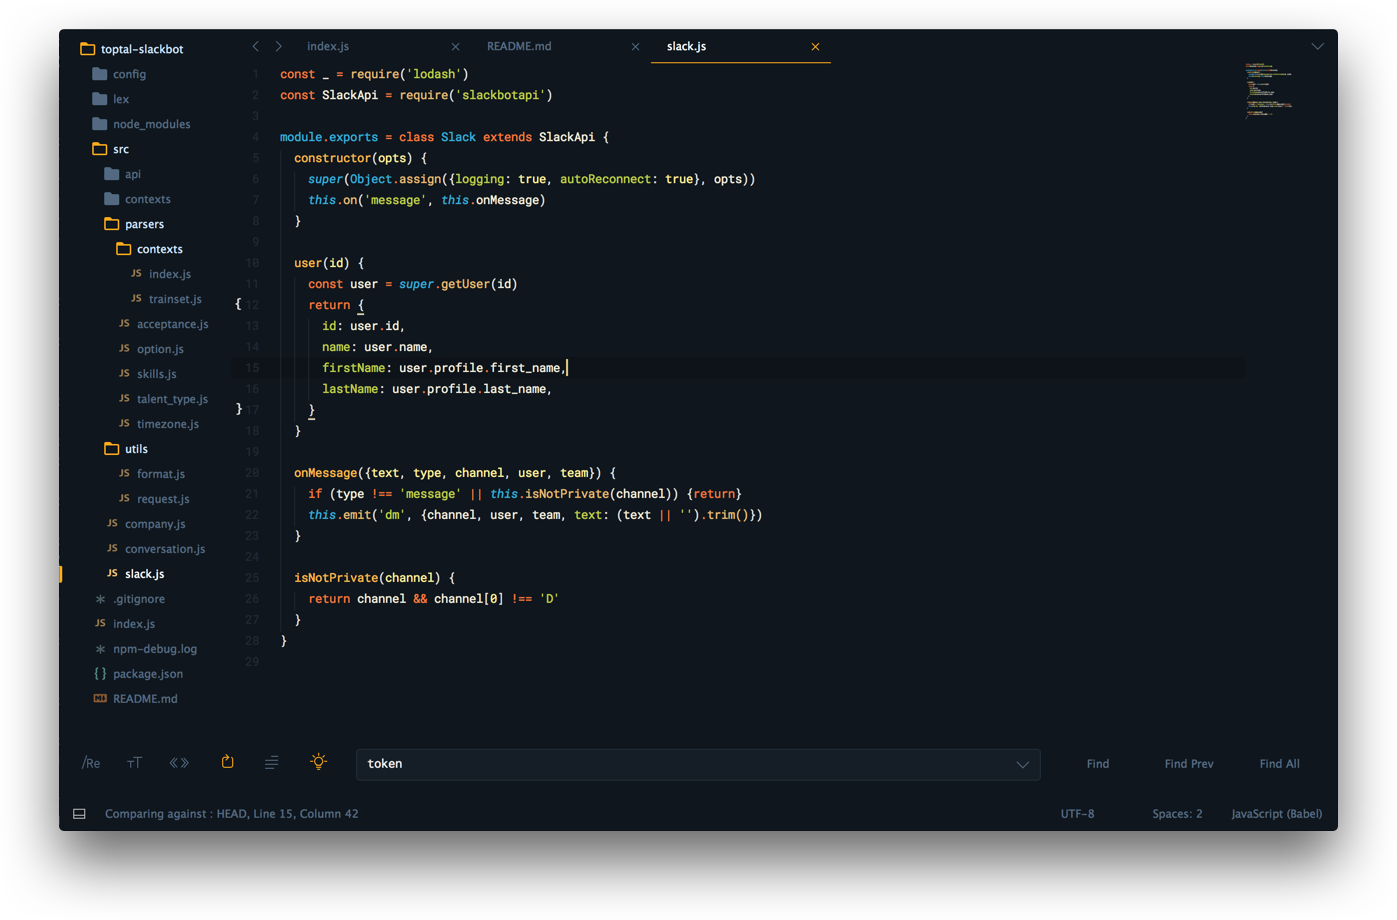 toptal-slackbot
config
lex
node_modules
src
api
contexts
parsers
contexts
JS index.js
JS trainset.js
JS acceptance.js
JS option.js
JS skills.js
JS talent_type.js
JS timezone.js
utils
JS format.js
JS request.js
JS company.js
JS conversation.js
JS slack.js
.gitignore
JS index.js
npm-debug.log
{ } package.json
README.md
index.js
README.md
slack.js
1 const _ = require('lodash')
2 const SlackApi = require('slackbotapi')
3
4 module.exports = class Slack extends SlackApi {
5 constructor(opts) {
6 super(Object.assign({logging: true, autoReconnect: true}, opts))
7 this.on('message', this.onMessage)
8 }
9
10 user(id) {
11 const user = super.getUser(id)
{ 12 return {
13 id: user.id,
14 name: user.name,
15 firstName: user.profile.first_name,
16 lastName: user.profile.last_name,
} 17 }
18 }
19
20 onMessage({text, type, channel, user, team}) {
21 if (type !== 'message' || this.isNotPrivate(channel)) {return}
22 this.emit('dm', {channel, user, team, text: (text || '').trim()})
23 }
24
25 isNotPrivate(channel) {
26 return channel && channel[0] !== 'D'
27 }
28 }
29
/Re
TT
«»
token
Find
Find Prev
Find All
Comparing against : HEAD, Line 15, Column 42
UTF-8
Spaces: 2
JavaScript (Babel)